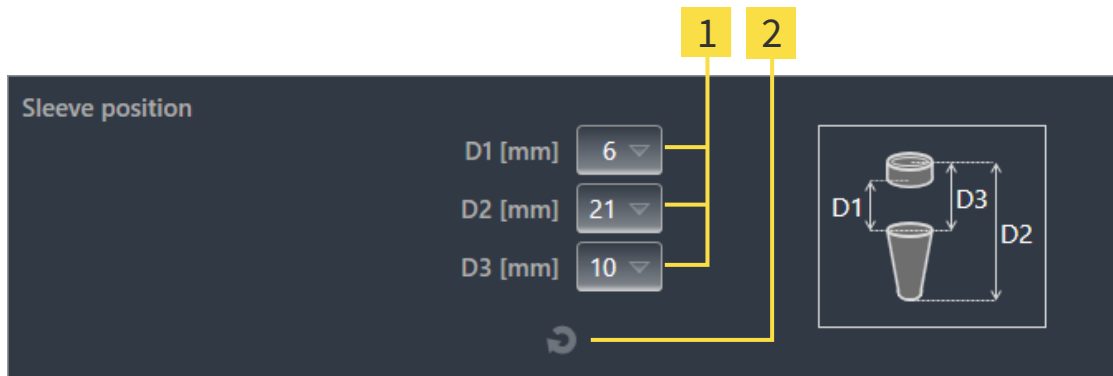 1 2
Sleeve position
D1 [mm] 6
D2 [mm] 21
D3 [mm] 10
D1
D3
D2